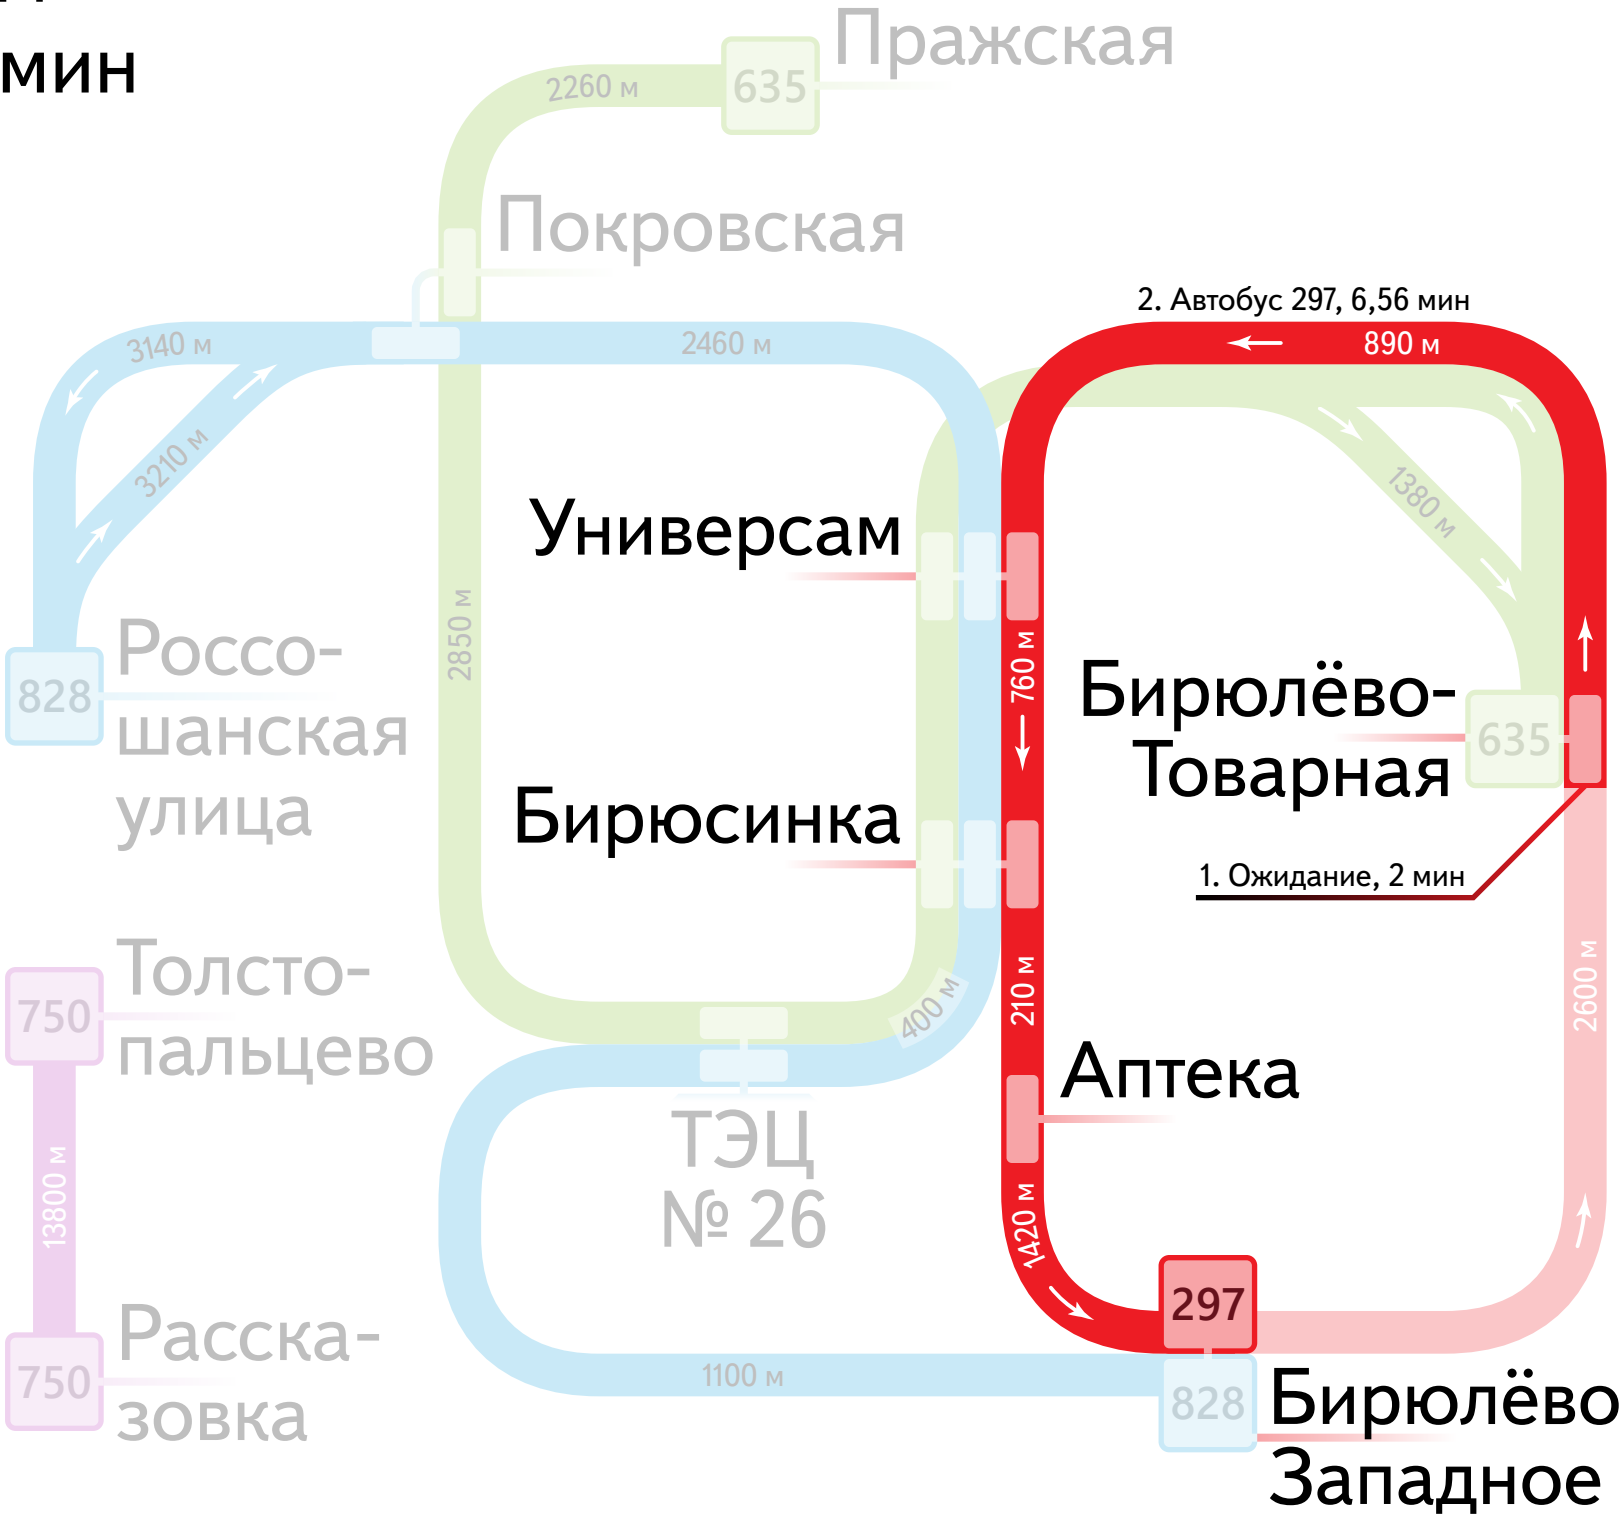 мин
Пражская
635
2260 м
Покровская
2. Автобус 297, 6,56 мин
3140 м
2460 м
890 м
3210 м
1380 м
Универсам
2850 м
760 м
Россо-
шанская
улица
828
Бирюлёво-
Товарная
635
Бирюсинка
1. Ожидание, 2 мин
Толсто-
пальцево
750
400 м
210 м
2600 м
Аптека
ТЭЦ
№ 26
13800 м
1420 м
297
Расска-
зовка
750
1100 м
828
Бирюлёво
Западное